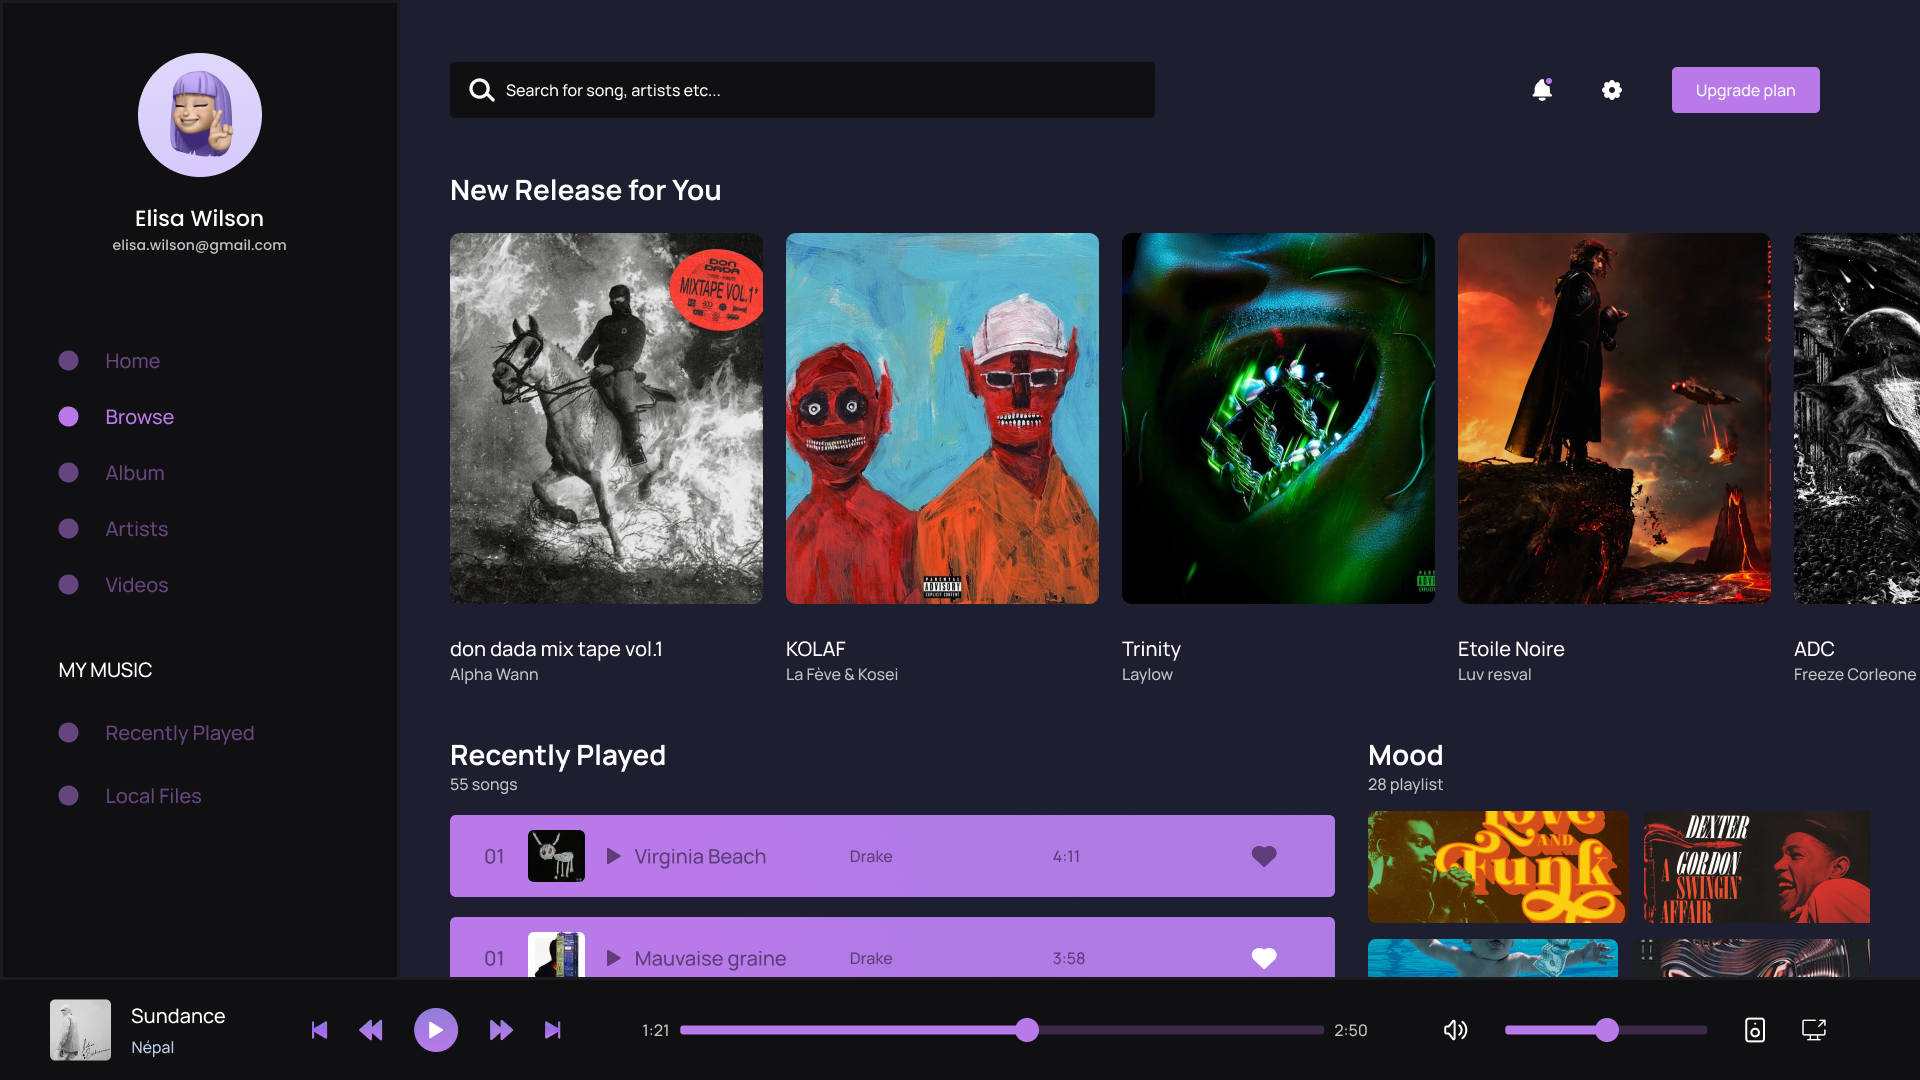 Elisa Wilson
elisa.wilson@gmail.com
Home
Browse
Album
Artists
Videos
MY MUSIC
Recently Played
Local Files
Search for song, artists etc...
Upgrade plan
New Release for You
DON
DADA
MIXTAPE VOL.1
PARENTAL
ADVISORY
EXPLICIT CONTENT
don dada mix tape vol.1
Alpha Wann
KOLAF
La Fève & Kosei
Trinity
Laylow
Etoile Noire
Luv resval
ADC
Freeze Corleone
Recently Played
55 songs
01 Virginia Beach Drake 4:11
01 Mauvaise graine Drake 3:58
Mood
28 playlist
Love
AND
Funk
DEXTER
GORDON
A SWINGIN'
AFFAIR
Sundance
Népal
1:21
2:50